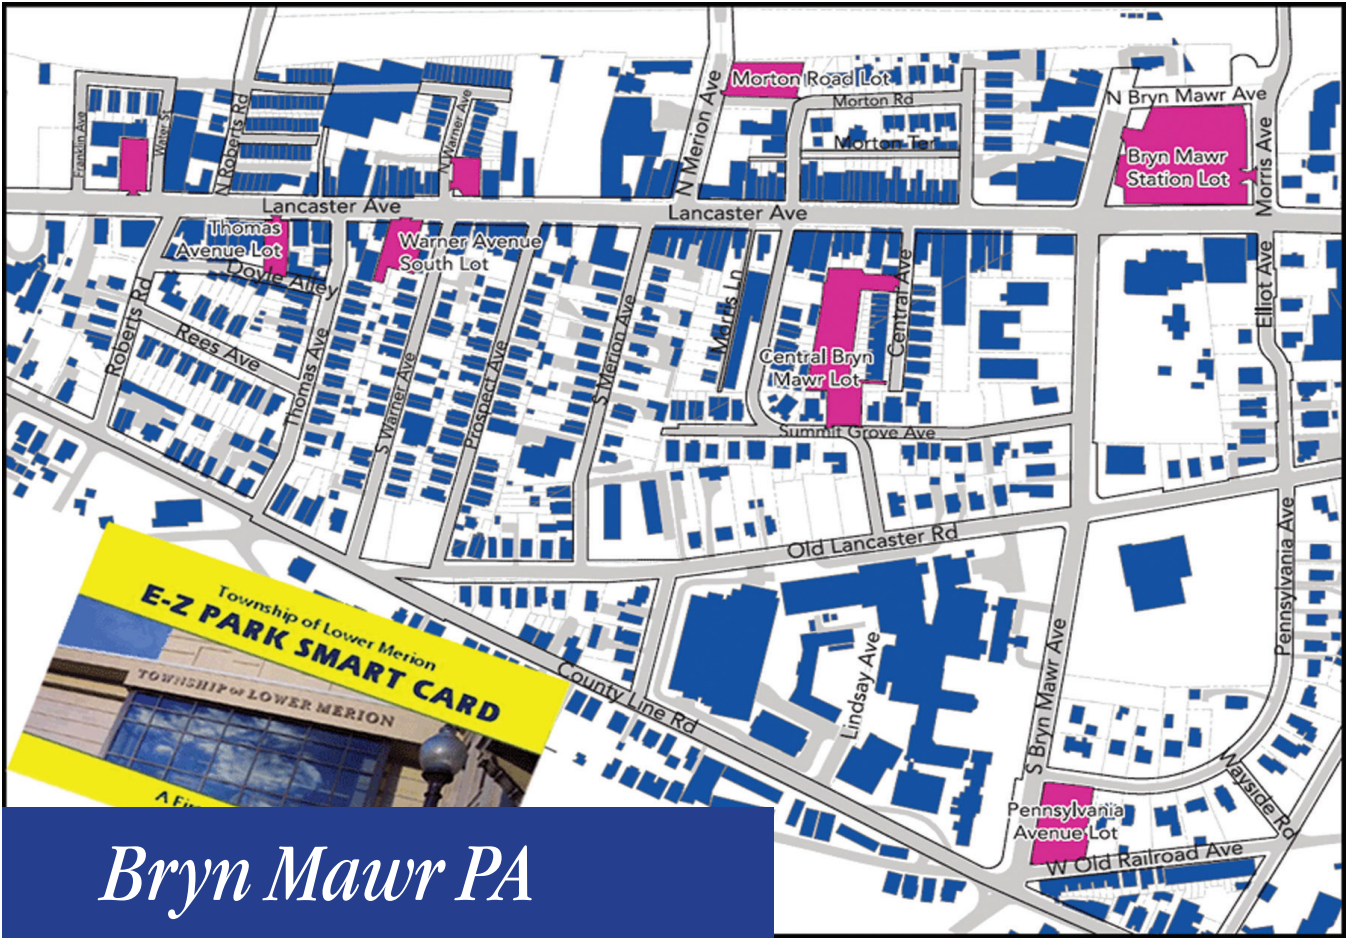 Morton Road Lot
Morton Rd
Morton Ter
N Merion Ave
N Bryn Mawr Ave
Bryn Mawr
Station Lot
Morris Ave
Franklin Ave
Water St
N Roberts Rd
N Warner Ave
Lancaster Ave
Lancaster Ave
Thomas
Avenue Lot
Doyle Alley
Warner Avenue
South Lot
Roberts Rd
Rees Ave
Thomas Ave
S Warner Ave
Prospect Ave
S Merion Ave
Morris Ln
Central Bryn
Mawr Lot
Central Ave
Summit Grove Ave
Elliot Ave
Old Lancaster Rd
Pennsylvania Ave
County Line Rd
Lindsay Ave
S Bryn Mawr Ave
Wayside Rd
Pennsylvania
Avenue Lot
W Old Railroad Ave
Township of Lower Merion
E-Z PARK SMART CARD
TOWNSHIP OF LOWER MERION
Bryn Mawr PA